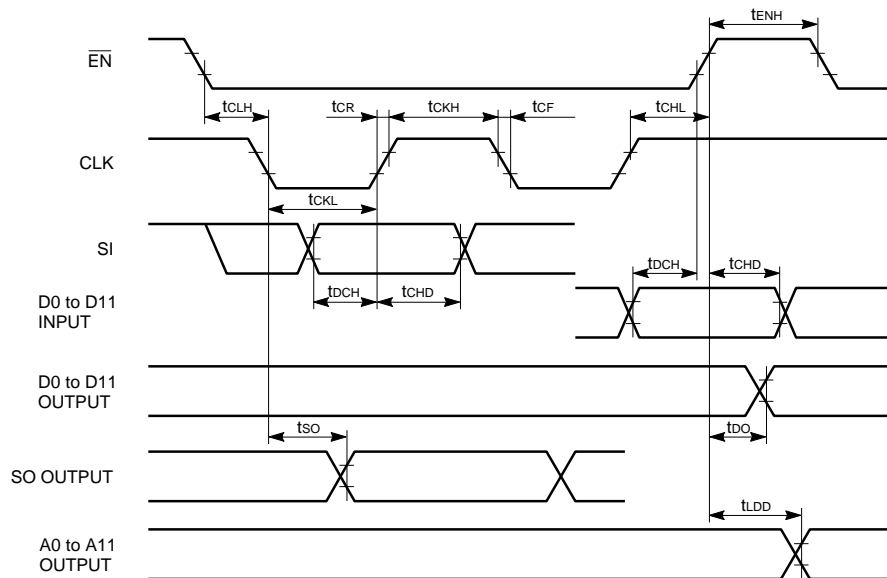 tENH
EN
tCLH
tCR
tCKH
tCF
tCHL
CLK
tCKL
SI
tDCH
tCHD
tDCH
tCHD
D0 to D11
INPUT
D0 to D11
OUTPUT
tSO
tDO
SO OUTPUT
tLDD
A0 to A11
OUTPUT